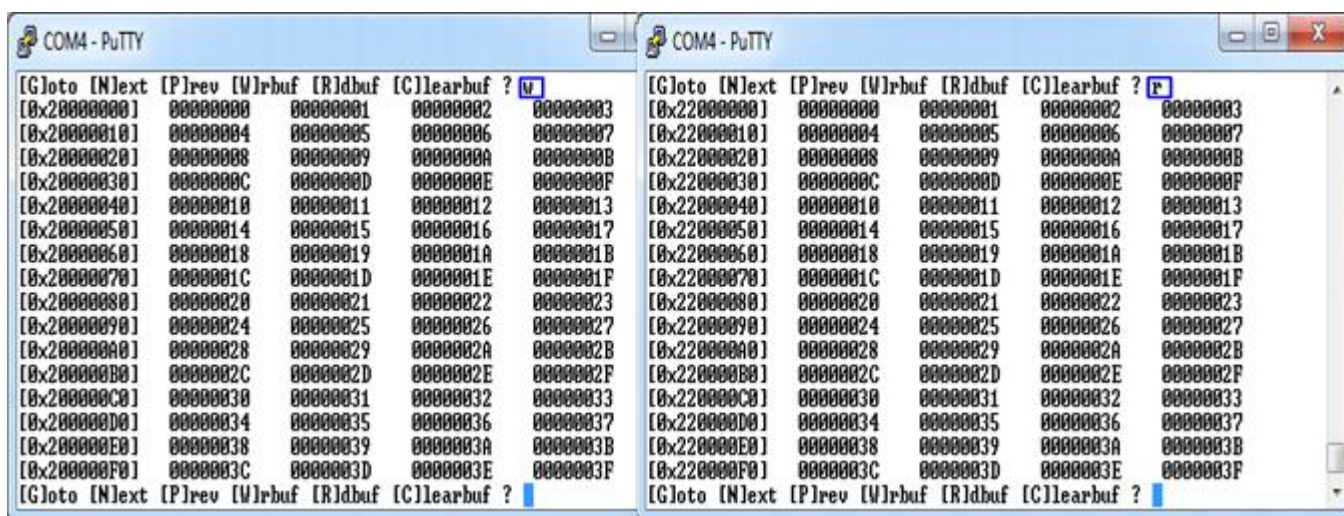 COM4 - PuTTY
[G]oto [N]ext [P]rev [W]rbuf [R]dbuf [C]learbuf ? w
[0x20000000] 00000000 00000001 00000002 00000003
[0x20000010] 00000004 00000005 00000006 00000007
[0x20000020] 00000008 00000009 0000000A 0000000B
[0x20000030] 0000000C 0000000D 0000000E 0000000F
[0x20000040] 00000010 00000011 00000012 00000013
[0x20000050] 00000014 00000015 00000016 00000017
[0x20000060] 00000018 00000019 0000001A 0000001B
[0x20000070] 0000001C 0000001D 0000001E 0000001F
[0x20000080] 00000020 00000021 00000022 00000023
[0x20000090] 00000024 00000025 00000026 00000027
[0x200000A0] 00000028 00000029 0000002A 0000002B
[0x200000B0] 0000002C 0000002D 0000002E 0000002F
[0x200000C0] 00000030 00000031 00000032 00000033
[0x200000D0] 00000034 00000035 00000036 00000037
[0x200000E0] 00000038 00000039 0000003A 0000003B
[0x200000F0] 0000003C 0000003D 0000003E 0000003F
[G]oto [N]ext [P]rev [W]rbuf [R]dbuf [C]learbuf ?
COM4 - PuTTY
[G]oto [N]ext [P]rev [W]rbuf [R]dbuf [C]learbuf ? r
[0x22000000] 00000000 00000001 00000002 00000003
[0x22000010] 00000004 00000005 00000006 00000007
[0x22000020] 00000008 00000009 0000000A 0000000B
[0x22000030] 0000000C 0000000D 0000000E 0000000F
[0x22000040] 00000010 00000011 00000012 00000013
[0x22000050] 00000014 00000015 00000016 00000017
[0x22000060] 00000018 00000019 0000001A 0000001B
[0x22000070] 0000001C 0000001D 0000001E 0000001F
[0x22000080] 00000020 00000021 00000022 00000023
[0x22000090] 00000024 00000025 00000026 00000027
[0x220000A0] 00000028 00000029 0000002A 0000002B
[0x220000B0] 0000002C 0000002D 0000002E 0000002F
[0x220000C0] 00000030 00000031 00000032 00000033
[0x220000D0] 00000034 00000035 00000036 00000037
[0x220000E0] 00000038 00000039 0000003A 0000003B
[0x220000F0] 0000003C 0000003D 0000003E 0000003F
[G]oto [N]ext [P]rev [W]rbuf [R]dbuf [C]learbuf ?